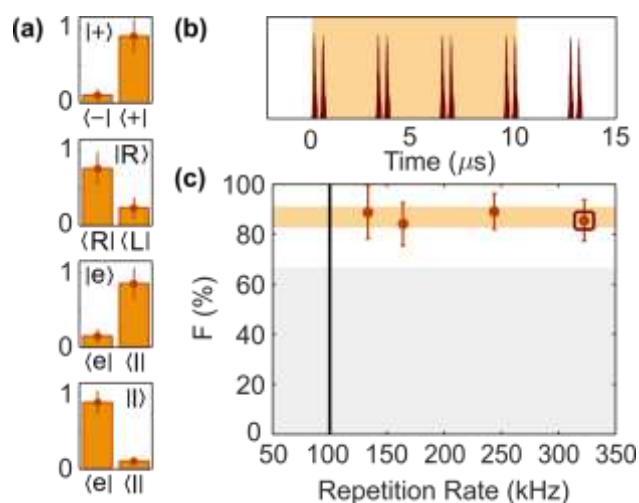 (a)
1
|+⟩
0
⟨−| ⟨+|
1
|R⟩
0
⟨R| ⟨L|
1
|e⟩
0
⟨e| ⟨l|
1
|l⟩
0
⟨e| ⟨l|
(b)
0 5 10 15
Time (μs)
(c)
100
80
60
40
20
0
F (%)
50 100 150 200 250 300 350
Repetition Rate (kHz)